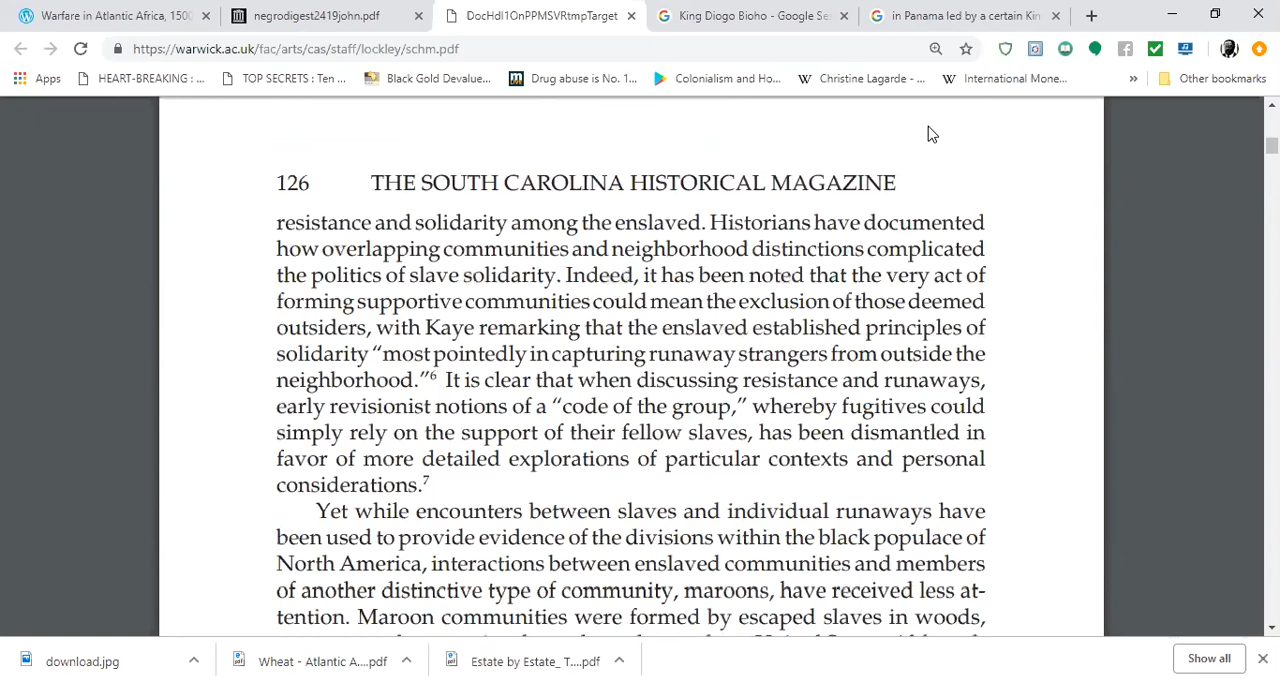 Warfare in Atlantic Africa, 1500
negrodigest2419john.pdf
DocHdl1OnPPMSVRtmpTarget
King Diogo Bioho - Google Se
in Panama led by a certain Kin
https://warwick.ac.uk/fac/arts/cas/staff/lockley/schm.pdf
Apps
HEART-BREAKING : ...
TOP SECRETS : Ten ...
Black Gold Devalue...
Drug abuse is No. 1...
Colonialism and Ho...
Christine Lagarde - ...
International Mone...
»
Other bookmarks
126 THE SOUTH CAROLINA HISTORICAL MAGAZINE
resistance and solidarity among the enslaved. Historians have documented
how overlapping communities and neighborhood distinctions complicated
the politics of slave solidarity. Indeed, it has been noted that the very act of
forming supportive communities could mean the exclusion of those deemed
outsiders, with Kaye remarking that the enslaved established principles of
solidarity “most pointedly in capturing runaway strangers from outside the
neighborhood.”6 It is clear that when discussing resistance and runaways,
early revisionist notions of a “code of the group,” whereby fugitives could
simply rely on the support of their fellow slaves, has been dismantled in
favor of more detailed explorations of particular contexts and personal
considerations.7
Yet while encounters between slaves and individual runaways have
been used to provide evidence of the divisions within the black populace of
North America, interactions between enslaved communities and members
of another distinctive type of community, maroons, have received less at-
tention. Maroon communities were formed by escaped slaves in woods,
download.jpg
Wheat - Atlantic A....pdf
Estate by Estate_ T....pdf
Show all